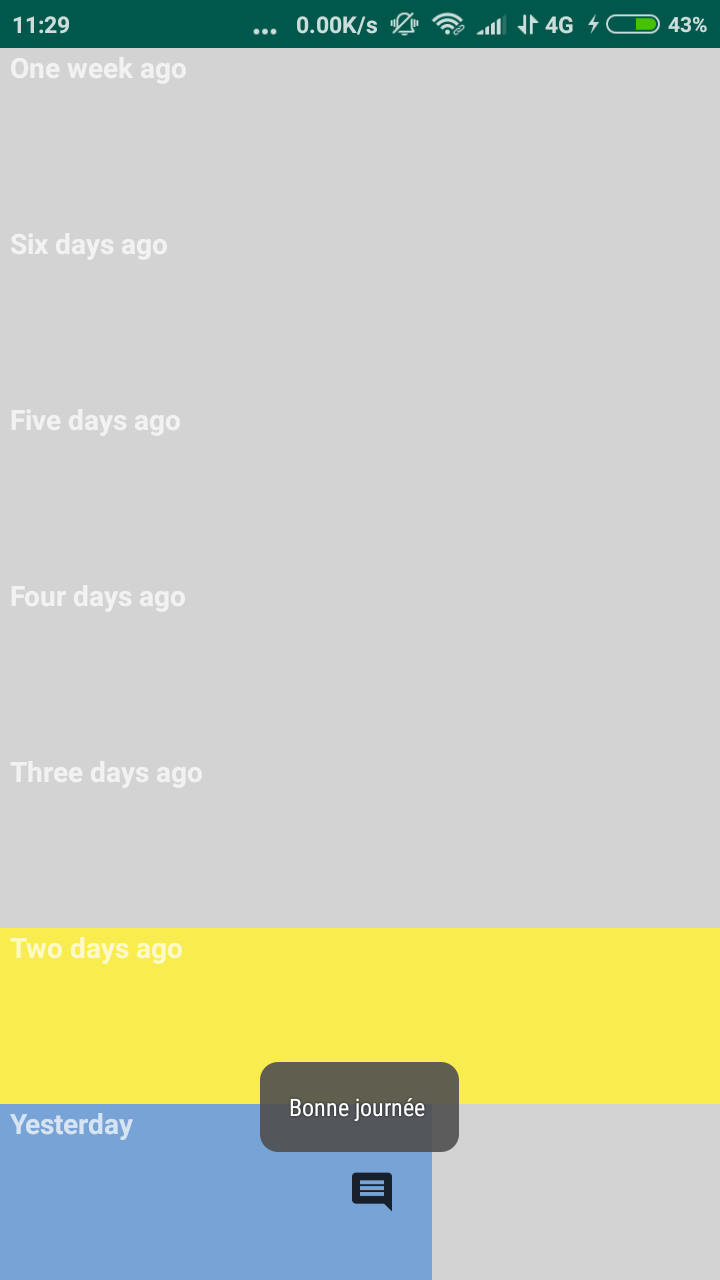 11:29 ... 0.00K/s 4G 43%
One week ago
Six days ago
Five days ago
Four days ago
Three days ago
Two days ago
Bonne journée
Yesterday